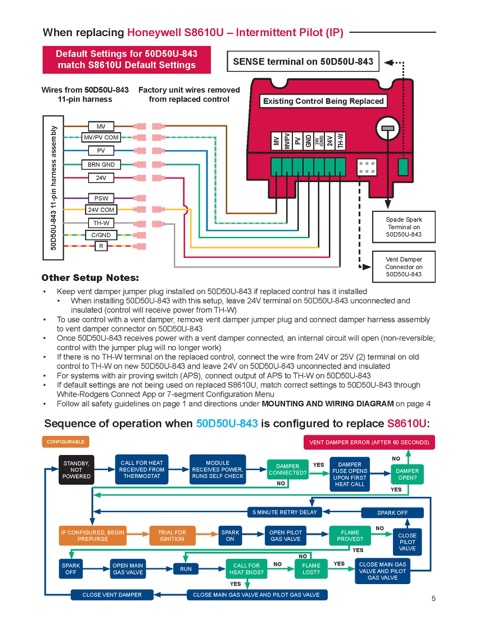 When replacing Honeywell S8610U – Intermittent Pilot (IP)
Default Settings for 50D50U-843
match S8610U Default Settings
SENSE terminal on 50D50U-843
Wires from 50D50U-843
11-pin harness
Factory unit wires removed
from replaced control
Existing Control Being Replaced
50D50U-843 11-pin harness assembly
MV
MV/PV COM
PV
BRN GND
24V
PSW
24V COM
TH-W
C/GND
R
MV
MV/PV
PV
GND
24V
(GND)
24V
TH-W
Spade Spark
Terminal on
50D50U-843
Vent Damper
Connector on
50D50U-843
Other Setup Notes:
• Keep vent damper jumper plug installed on 50D50U-843 if replaced control has it installed
• When installing 50D50U-843 with this setup, leave 24V terminal on 50D50U-843 unconnected and
insulated (control will receive power from TH-W)
• To use control with a vent damper, remove vent damper jumper plug and connect damper harness assembly
to vent damper connector on 50D50U-843
• Once 50D50U-843 receives power with a vent damper connected, an internal circuit will open (non-reversible;
control with the jumper plug will no longer work)
• If there is no TH-W terminal on the replaced control, connect the wire from 24V or 25V (2) terminal on old
control to TH-W on new 50D50U-843 and leave 24V on 50D50U-843 unconnected and insulated
• For systems with air proving switch (APS), connect output of APS to TH-W on 50D50U-843
• If default settings are not being used on replaced S8610U, match correct settings to 50D50U-843 through
White-Rodgers Connect App or 7-segment Configuration Menu
• Follow all safety guidelines on page 1 and directions under MOUNTING AND WIRING DIAGRAM on page 4
Sequence of operation when 50D50U-843 is configured to replace S8610U:
CONFIGURABLE
VENT DAMPER ERROR (AFTER 60 SECONDS)
STANDBY,
NOT
POWERED
CALL FOR HEAT
RECEIVED FROM
THERMOSTAT
MODULE
RECEIVES POWER,
RUNS SELF CHECK
DAMPER
CONNECTED?
YES
NO
DAMPER
FUSE OPENS
UPON FIRST
HEAT CALL
NO
DAMPER
OPEN?
YES
5 MINUTE RETRY DELAY
SPARK OFF
IF CONFIGURED, BEGIN
PREPURGE
TRIAL FOR
IGNITION
SPARK
ON
OPEN PILOT
GAS VALVE
FLAME
PROVED?
NO
YES
CLOSE
PILOT
VALVE
SPARK
OFF
OPEN MAIN
GAS VALVE
RUN
CALL FOR
HEAT ENDS?
NO
YES
NO
FLAME
LOST?
YES
CLOSE MAIN GAS
VALVE AND PILOT
GAS VALVE
CLOSE VENT DAMPER
CLOSE MAIN GAS VALVE AND PILOT GAS VALVE
5